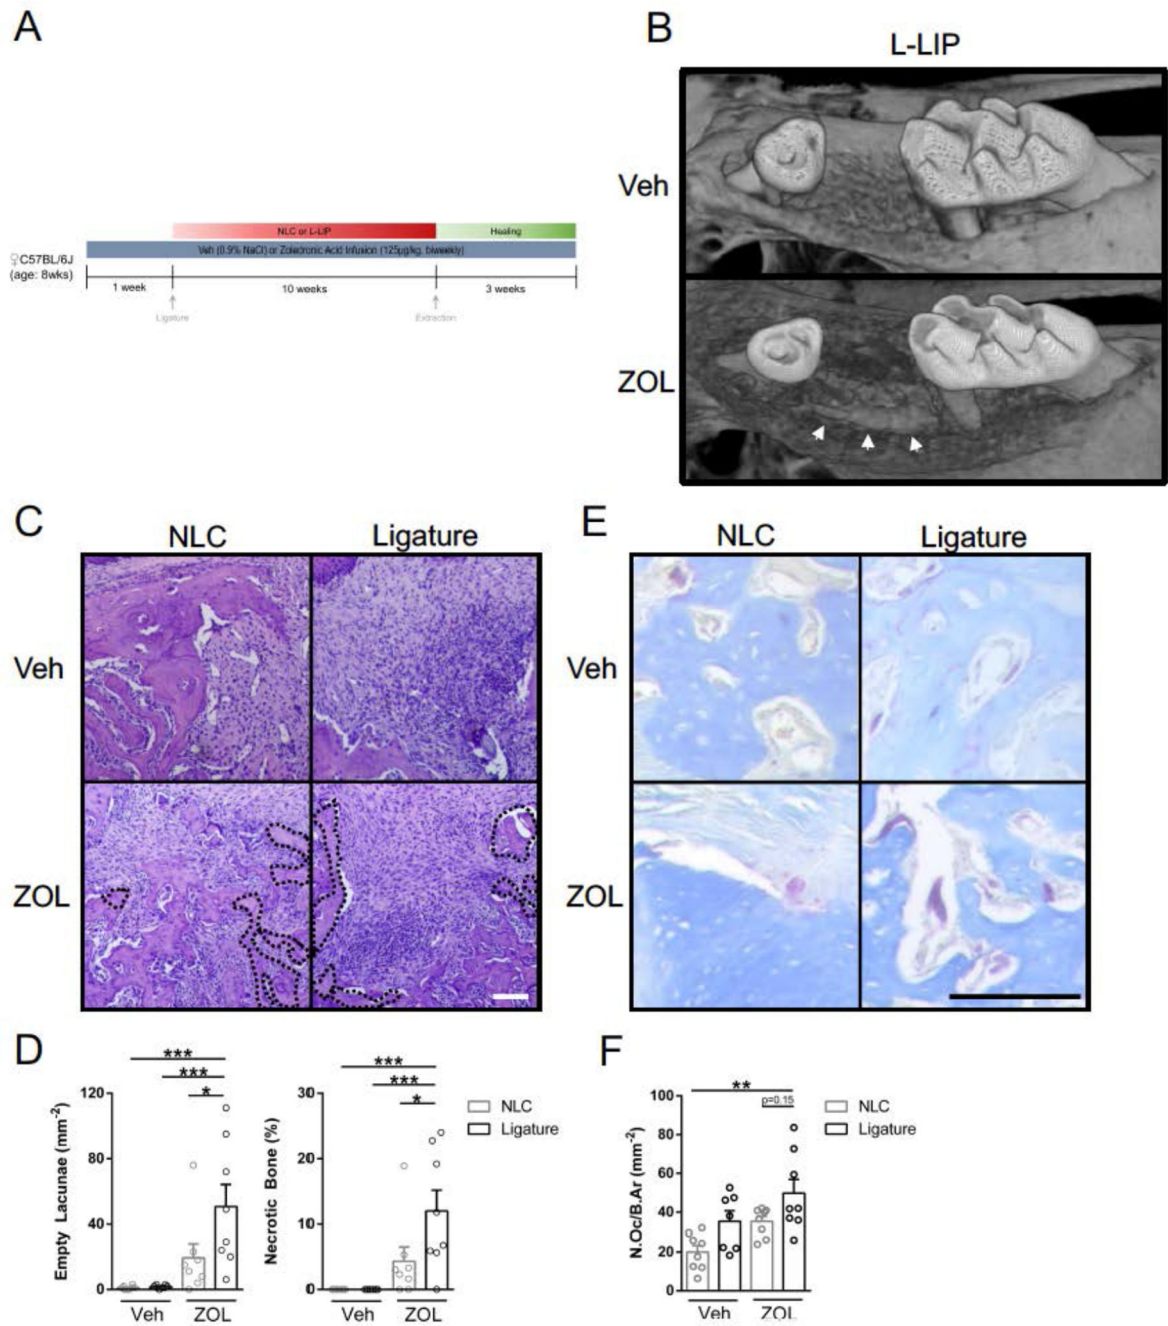 A
NLC or L-LIP
Healing
Veh (0.9% NaCl) or Zoledronic Acid Infusion (125µg/kg, biweekly)
♀C57BL/6J
(age: 8wks)
1 week
10 weeks
3 weeks
Ligature
Extraction
B
L-LIP
Veh
ZOL
C
NLC
Ligature
Veh
ZOL
E
NLC
Ligature
Veh
ZOL
D
***
***
*
Empty Lacunae (mm-2)
120
80
40
0
Veh
ZOL
***
***
*
Necrotic Bone (%)
30
20
10
0
Veh
ZOL
NLC
Ligature
F
**
p=0.15
N.Oc/B.Ar (mm-2)
100
80
60
40
20
0
Veh
ZOL
NLC
Ligature